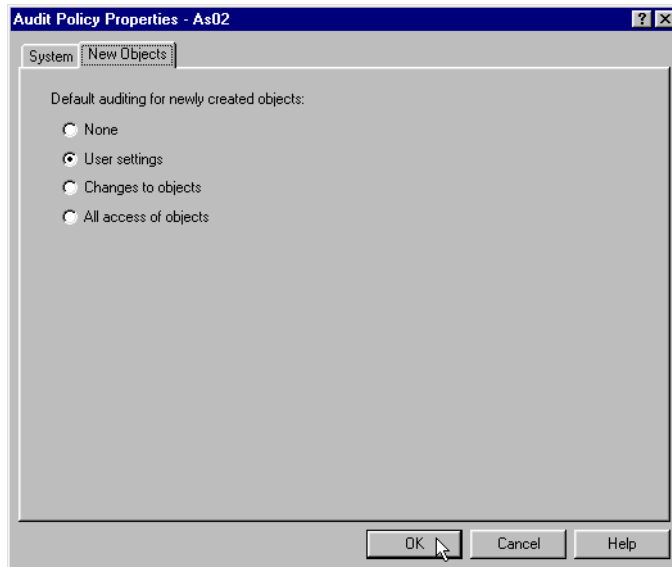 Audit Policy Properties - As02
System New Objects
Default auditing for newly created objects:
None
User settings
Changes to objects
All access of objects
OK Cancel Help